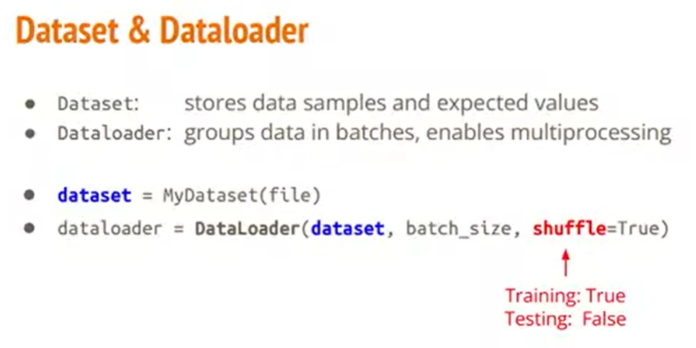 Dataset & Dataloader
● Dataset: stores data samples and expected values
● Dataloader: groups data in batches, enables multiprocessing
● dataset = MyDataset(file)
● dataloader = DataLoader(dataset, batch_size, shuffle=True)
Training: True
Testing: False